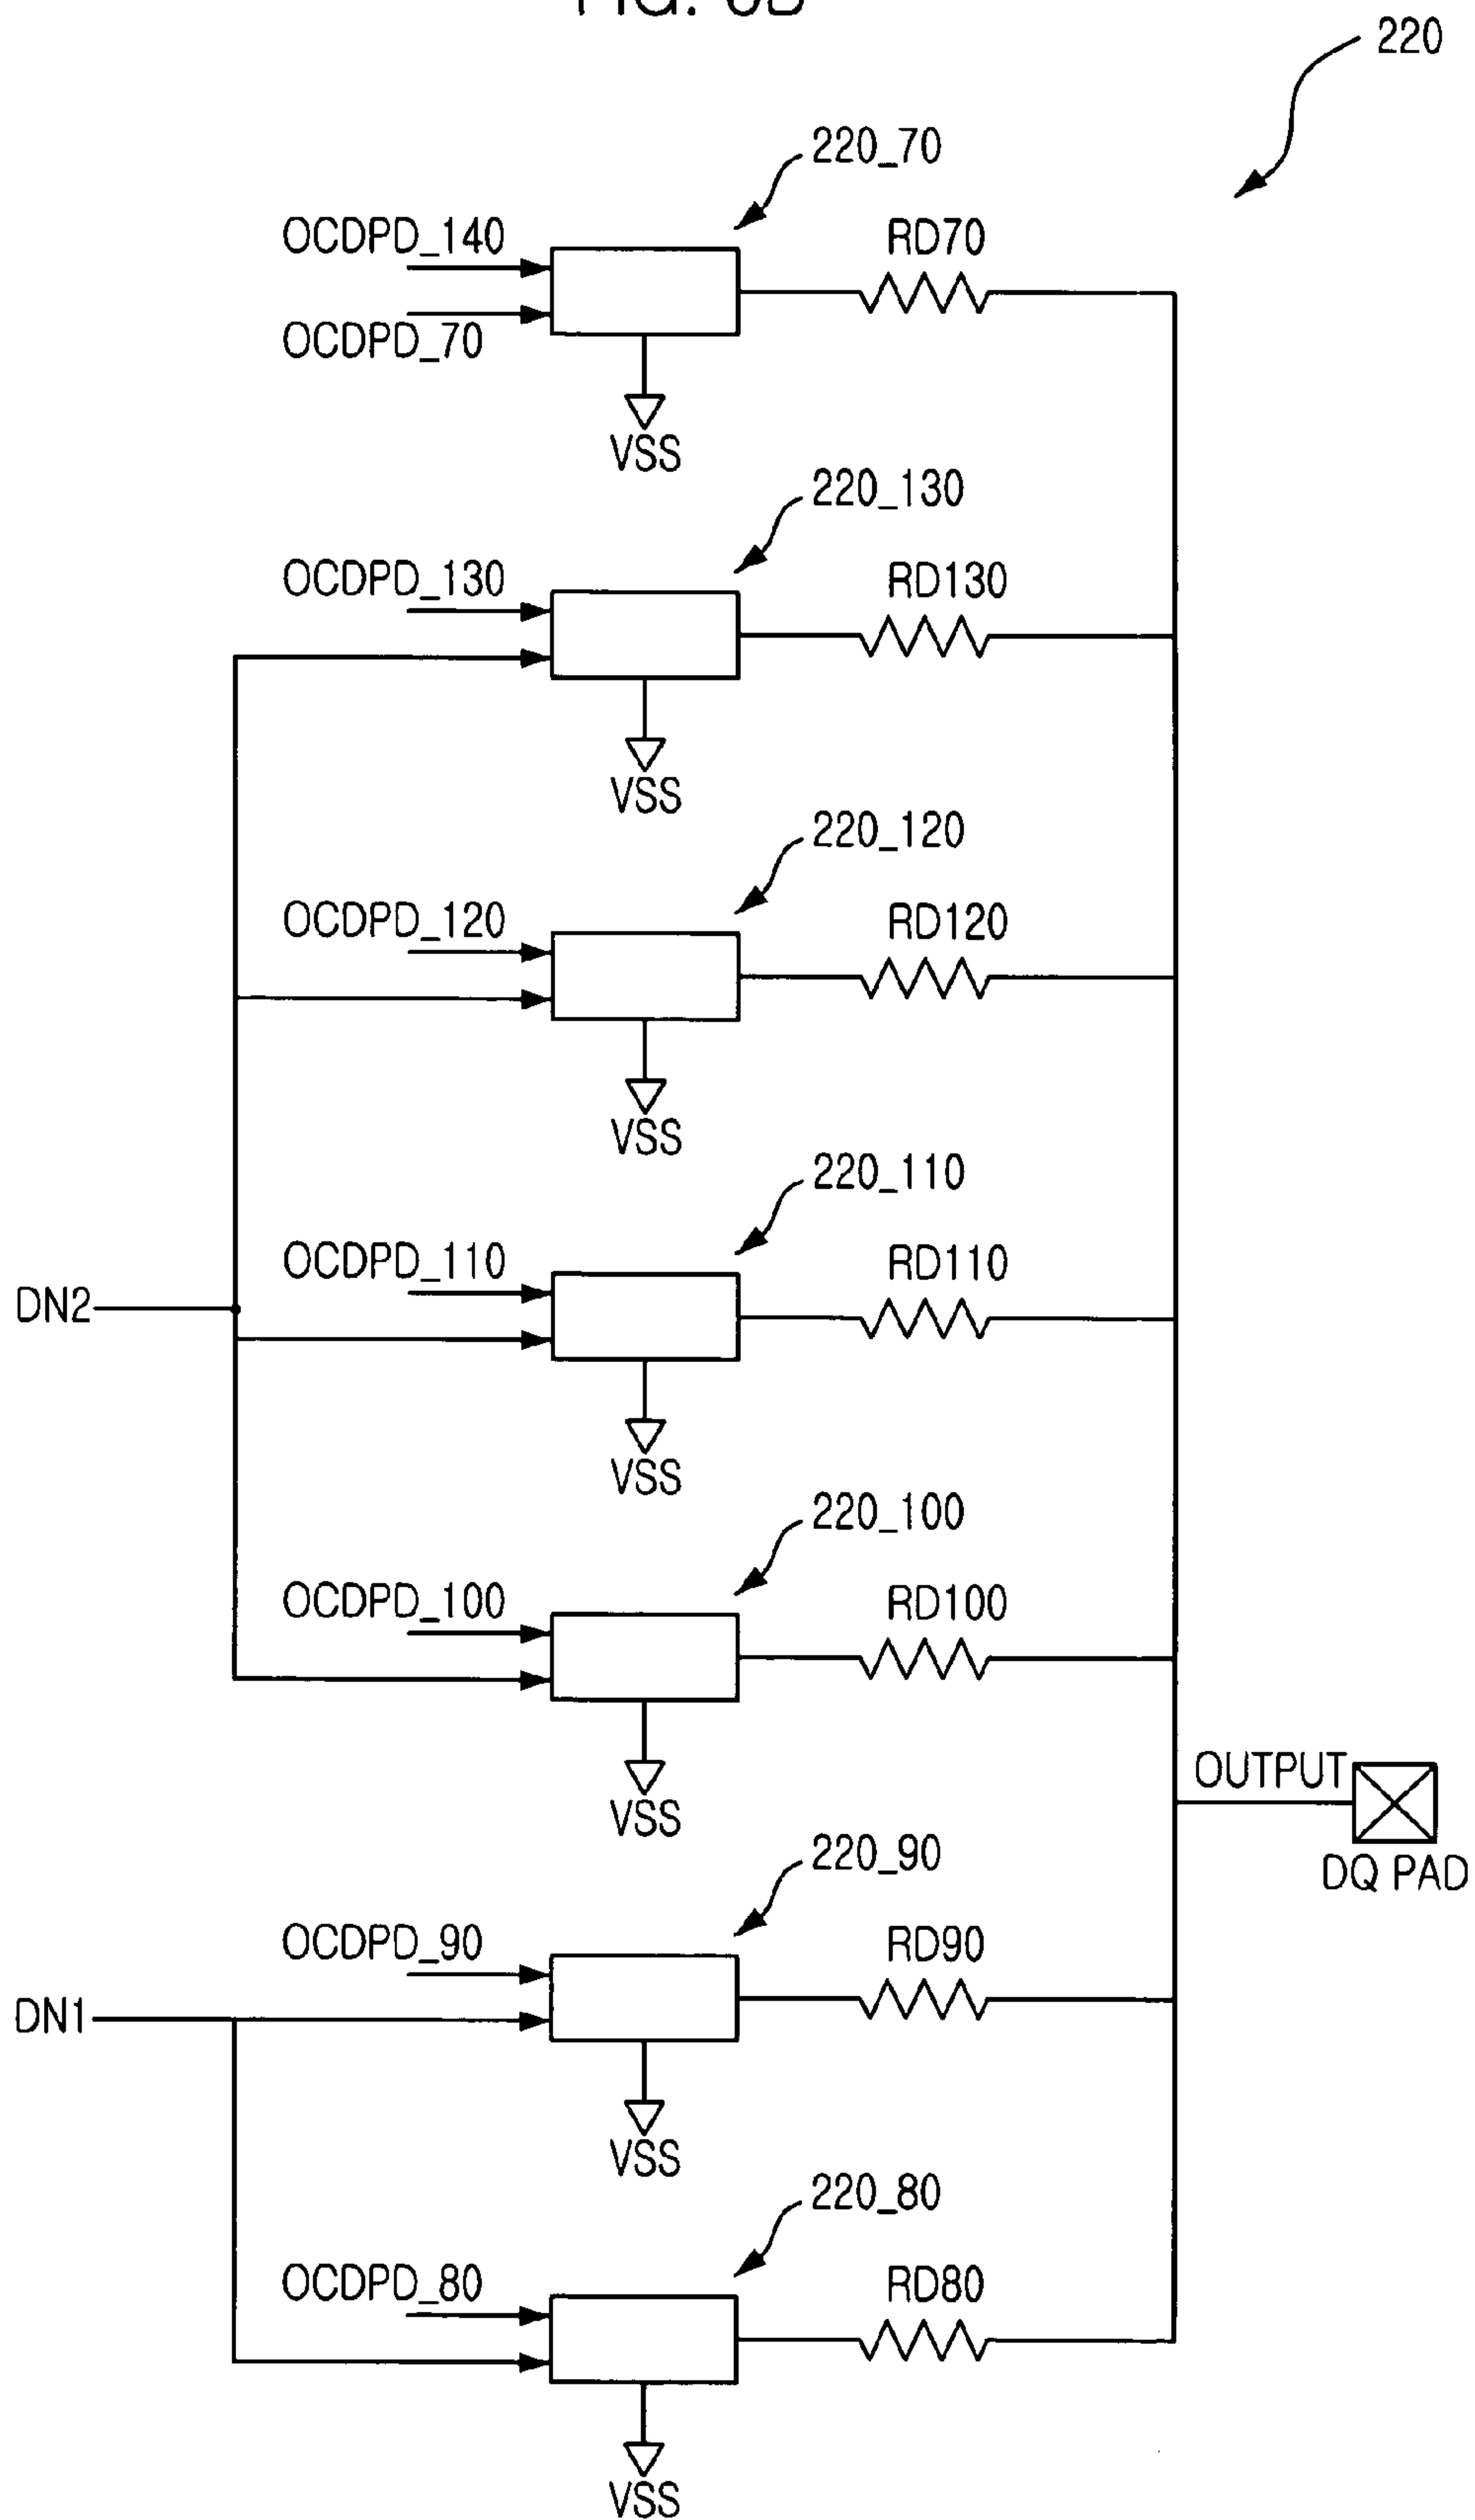 220
220_70
OCDPD_140
RD70
OCDPD_70
VSS
220_130
OCDPD_130
RD130
VSS
220_120
OCDPD_120
RD120
VSS
220_110
OCDPD_110
RD110
DN2
VSS
220_100
OCDPD_100
RD100
VSS
OUTPUT
DQ PAD
220_90
OCDPD_90
RD90
DN1
VSS
220_80
OCDPD_80
RD80
VSS